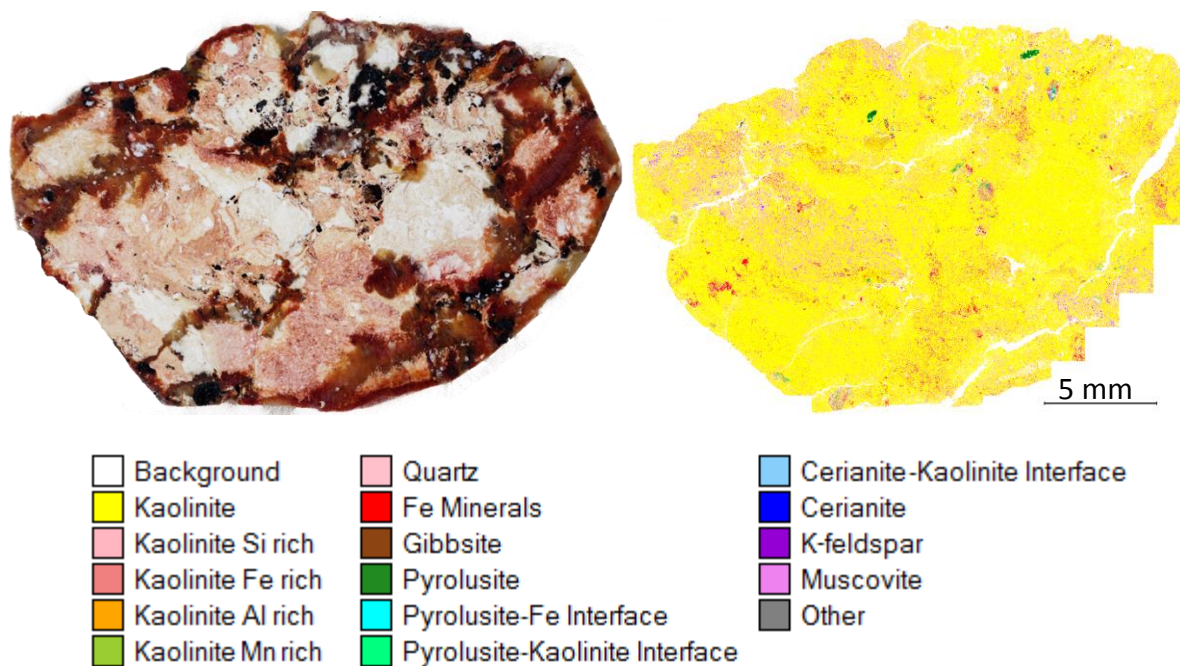 5 mm
Background
Kaolinite
Kaolinite Si rich
Kaolinite Fe rich
Kaolinite Al rich
Kaolinite Mn rich
Quartz
Fe Minerals
Gibbsite
Pyrolusite
Pyrolusite-Fe Interface
Pyrolusite-Kaolinite Interface
Cerianite-Kaolinite Interface
Cerianite
K-feldspar
Muscovite
Other